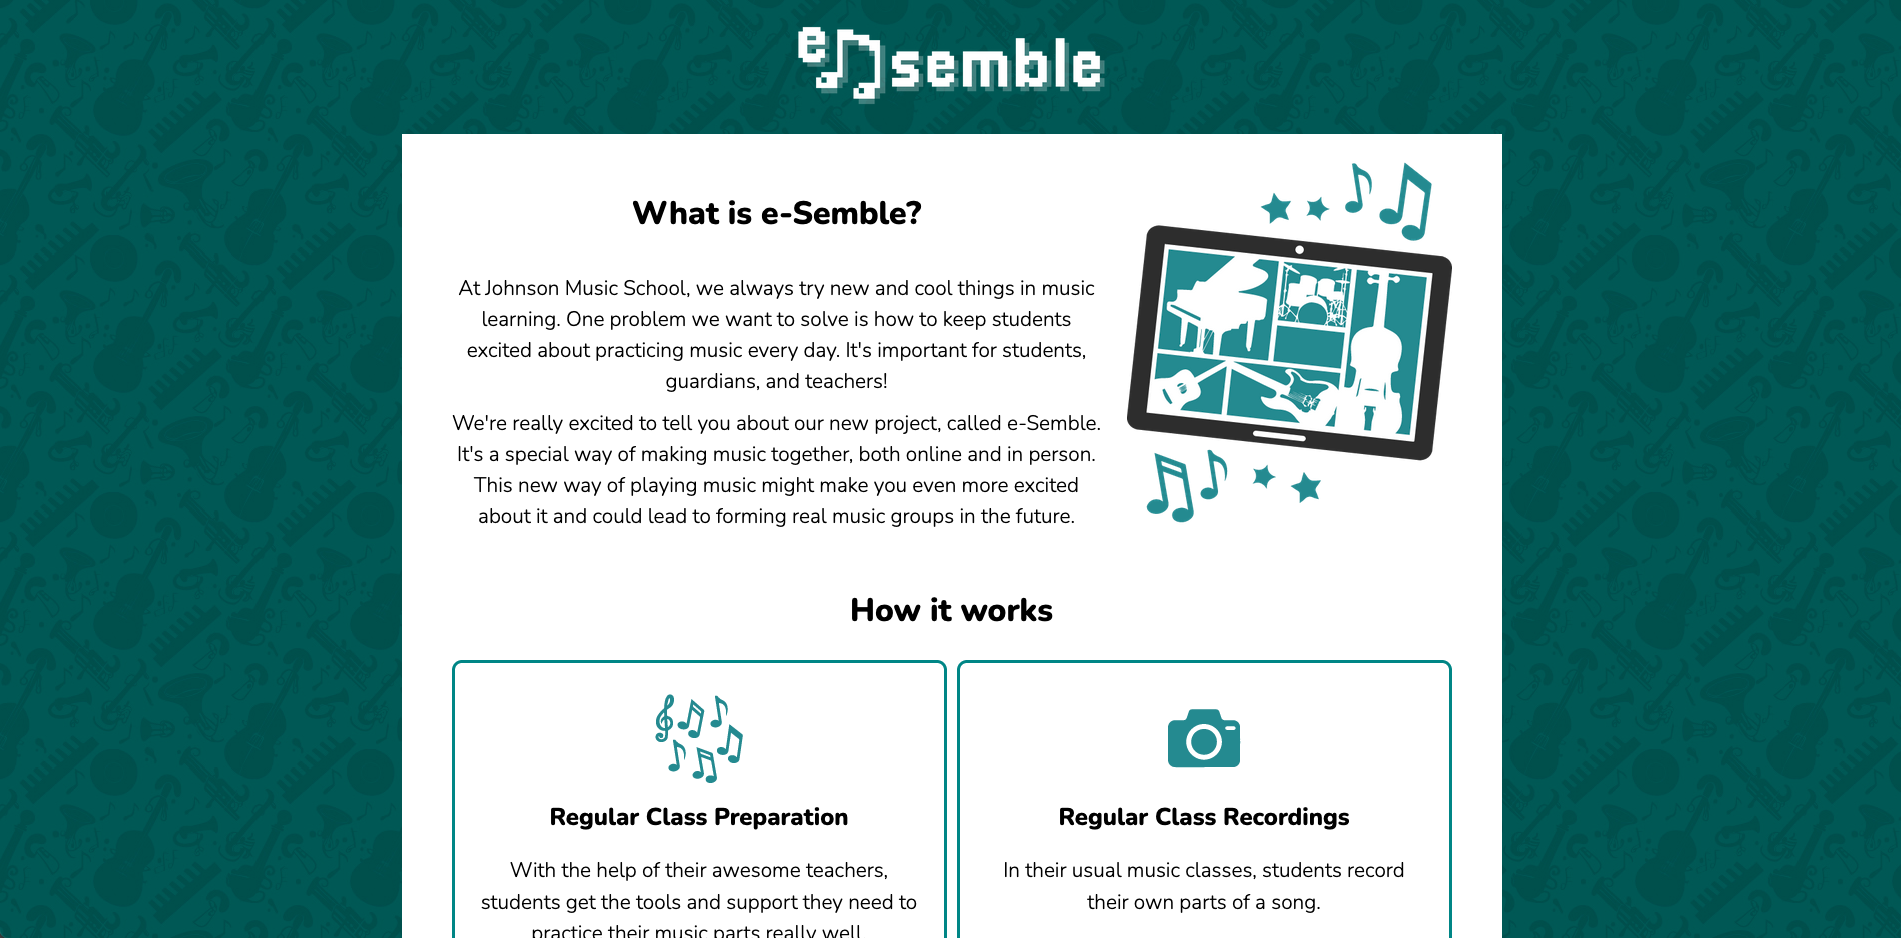 e♫semble
What is e-Semble?
At Johnson Music School, we always try new and cool things in music
learning. One problem we want to solve is how to keep students
excited about practicing music every day. It's important for students,
guardians, and teachers!
We're really excited to tell you about our new project, called e-Semble.
It's a special way of making music together, both online and in person.
This new way of playing music might make you even more excited
about it and could lead to forming real music groups in the future.
How it works
Regular Class Preparation
With the help of their awesome teachers,
students get the tools and support they need to
practice their music parts really well
Regular Class Recordings
In their usual music classes, students record
their own parts of a song.